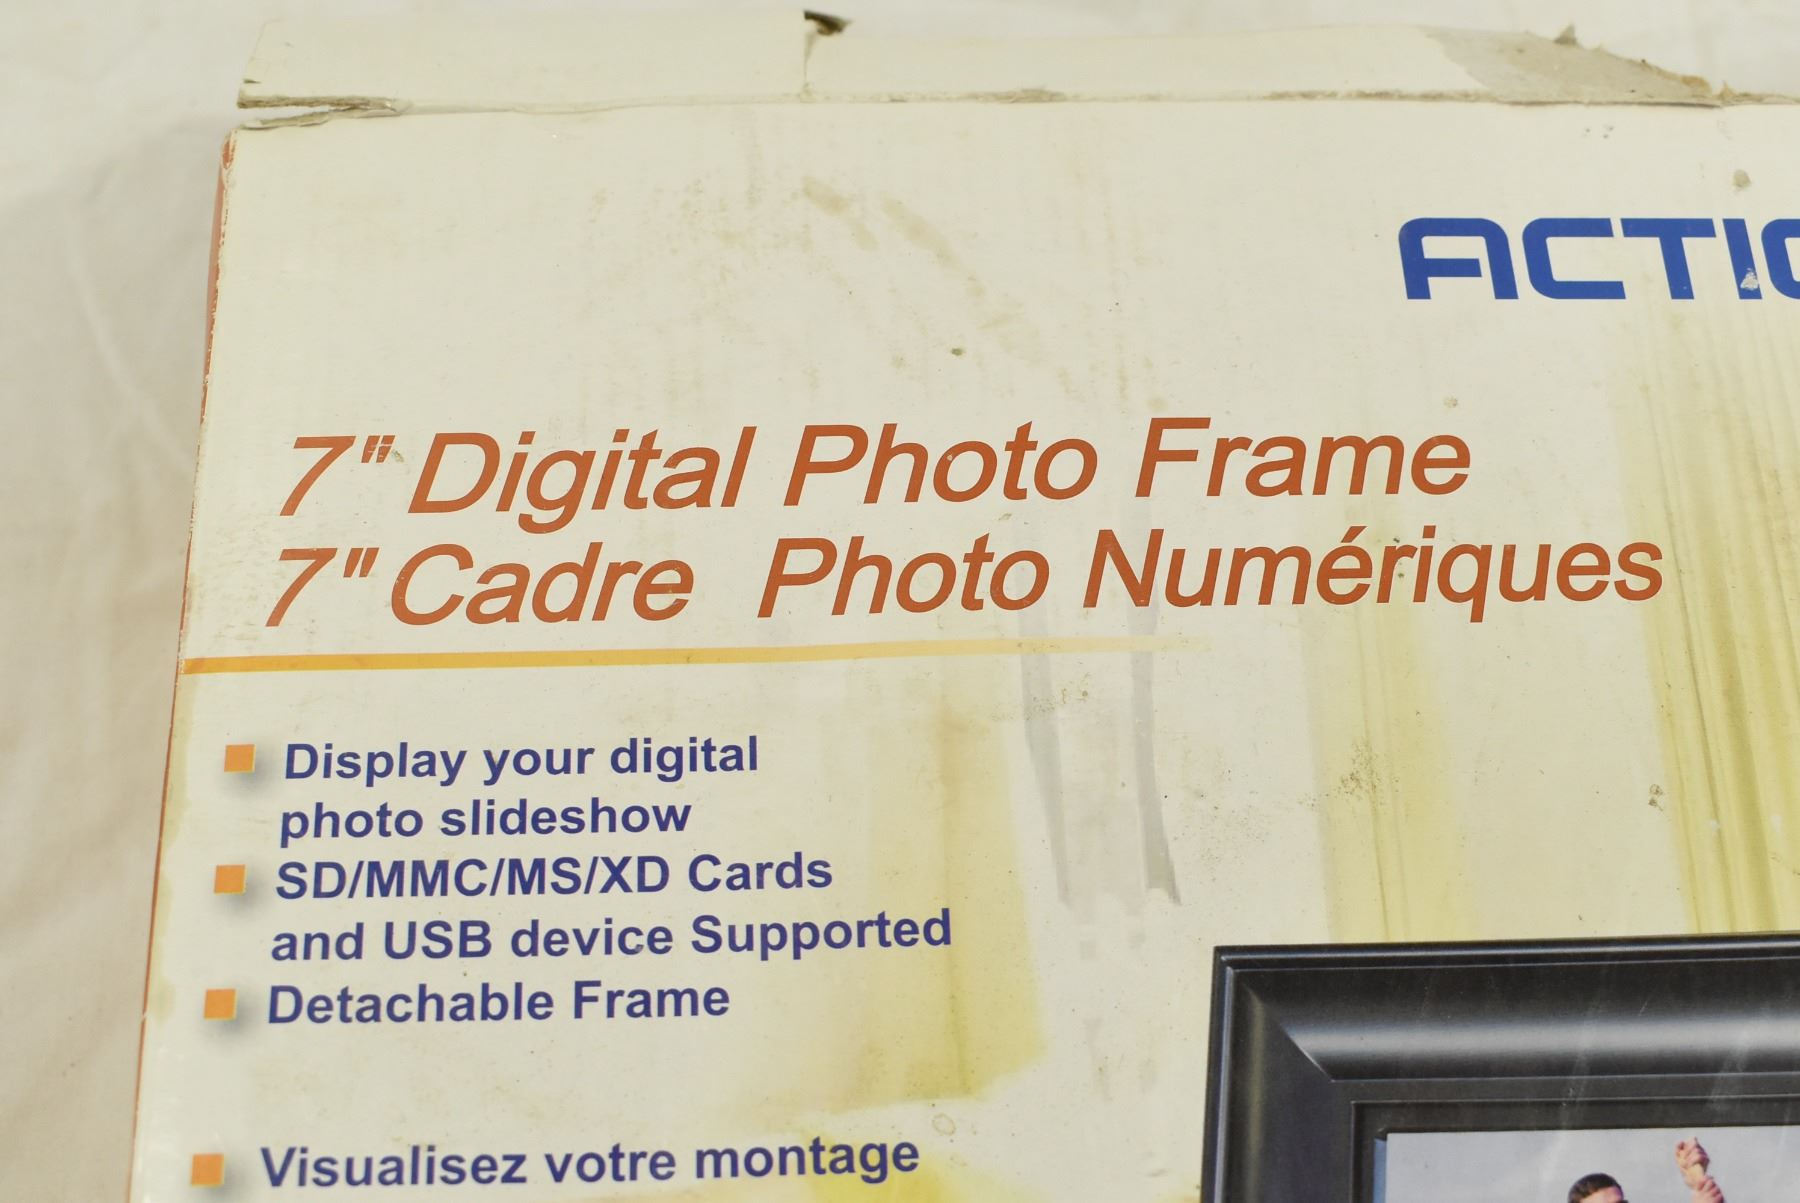 ACTI
7" Digital Photo Frame
7" Cadre Photo Numériques
Display your digital
photo slideshow
SD/MMC/MS/XD Cards
and USB device Supported
Detachable Frame
Visualisez votre montage